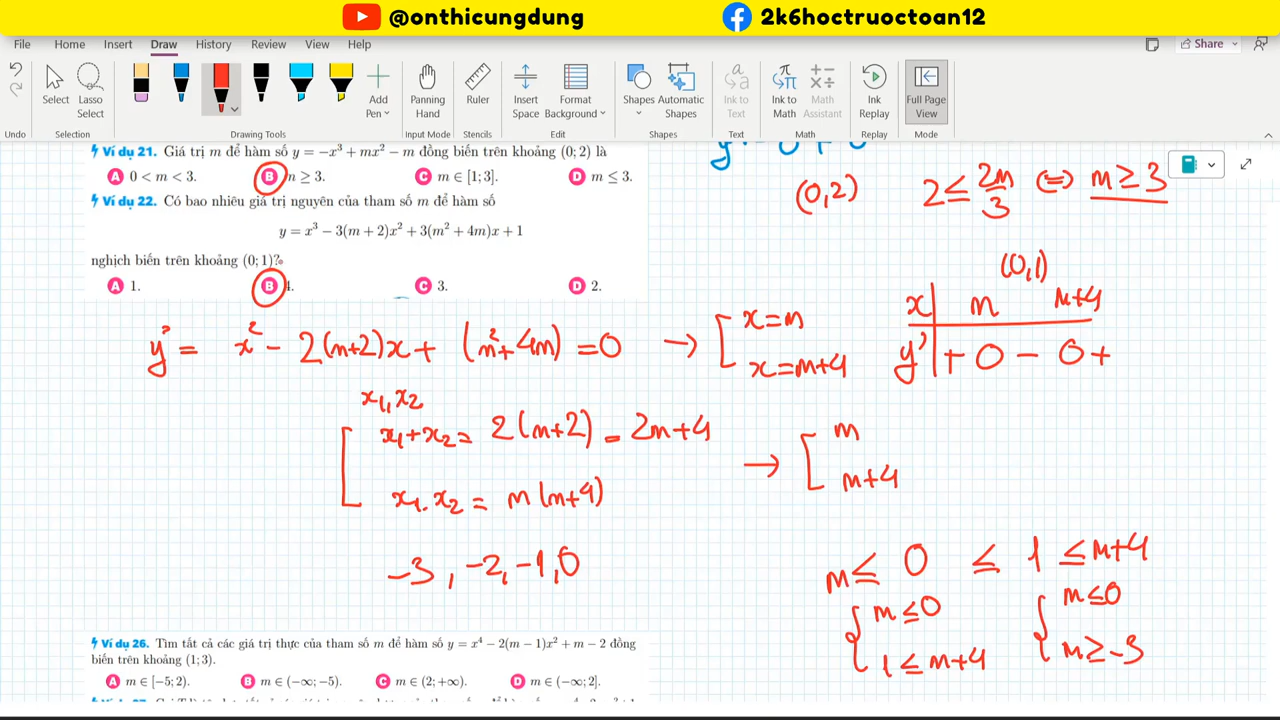 @onthicungdung 2k6hoctructoan12
File Home Insert Draw History Review View Help Share
Select Lasso Select Add Pen Panning Hand Ruler Insert Space Format Background Shapes Automatic Shapes Ink to Text Ink to Math Math Assistant Ink Replay Full Page View
Undo Selection Drawing Tools Input Mode Stencils Edit Shapes Text Math Replay Mode
Ví dụ 21. Giá trị m để hàm số y = −x³ + mx² − m đồng biến trên khoảng (0; 2) là
A 0 < m < 3. B m ≥ 3. C m ∈ [1; 3]. D m ≤ 3.
(0,2) 2 ≤ 2m/3 ⇔ m ≥ 3
Ví dụ 22. Có bao nhiêu giá trị nguyên của tham số m để hàm số
y = x³ − 3(m + 2)x² + 3(m² + 4m)x + 1
nghịch biến trên khoảng (0; 1)?
A 1. B 4. C 3. D 2.
(0,1)
x m m+4
y' + 0 − 0 +
y' = x² − 2(m+2)x + (m²+4m) = 0 → [ x=m
x=m+4
x₁, x₂
x₁+x₂ = 2(m+2) = 2m+4
x₁.x₂ = m(m+4)
→ [ m
m+4
−3, −2, −1, 0
m ≤ 0 ≤ 1 ≤ m+4
{ m ≤ 0 { m ≤ 0
1 ≤ m+4 m ≥ −3
Ví dụ 26. Tìm tất cả các giá trị thực của tham số m để hàm số y = x⁴ − 2(m − 1)x² + m − 2 đồng
biến trên khoảng (1; 3).
A m ∈ [−5; 2). B m ∈ (−∞; −5). C m ∈ (2; +∞). D m ∈ (−∞; 2].